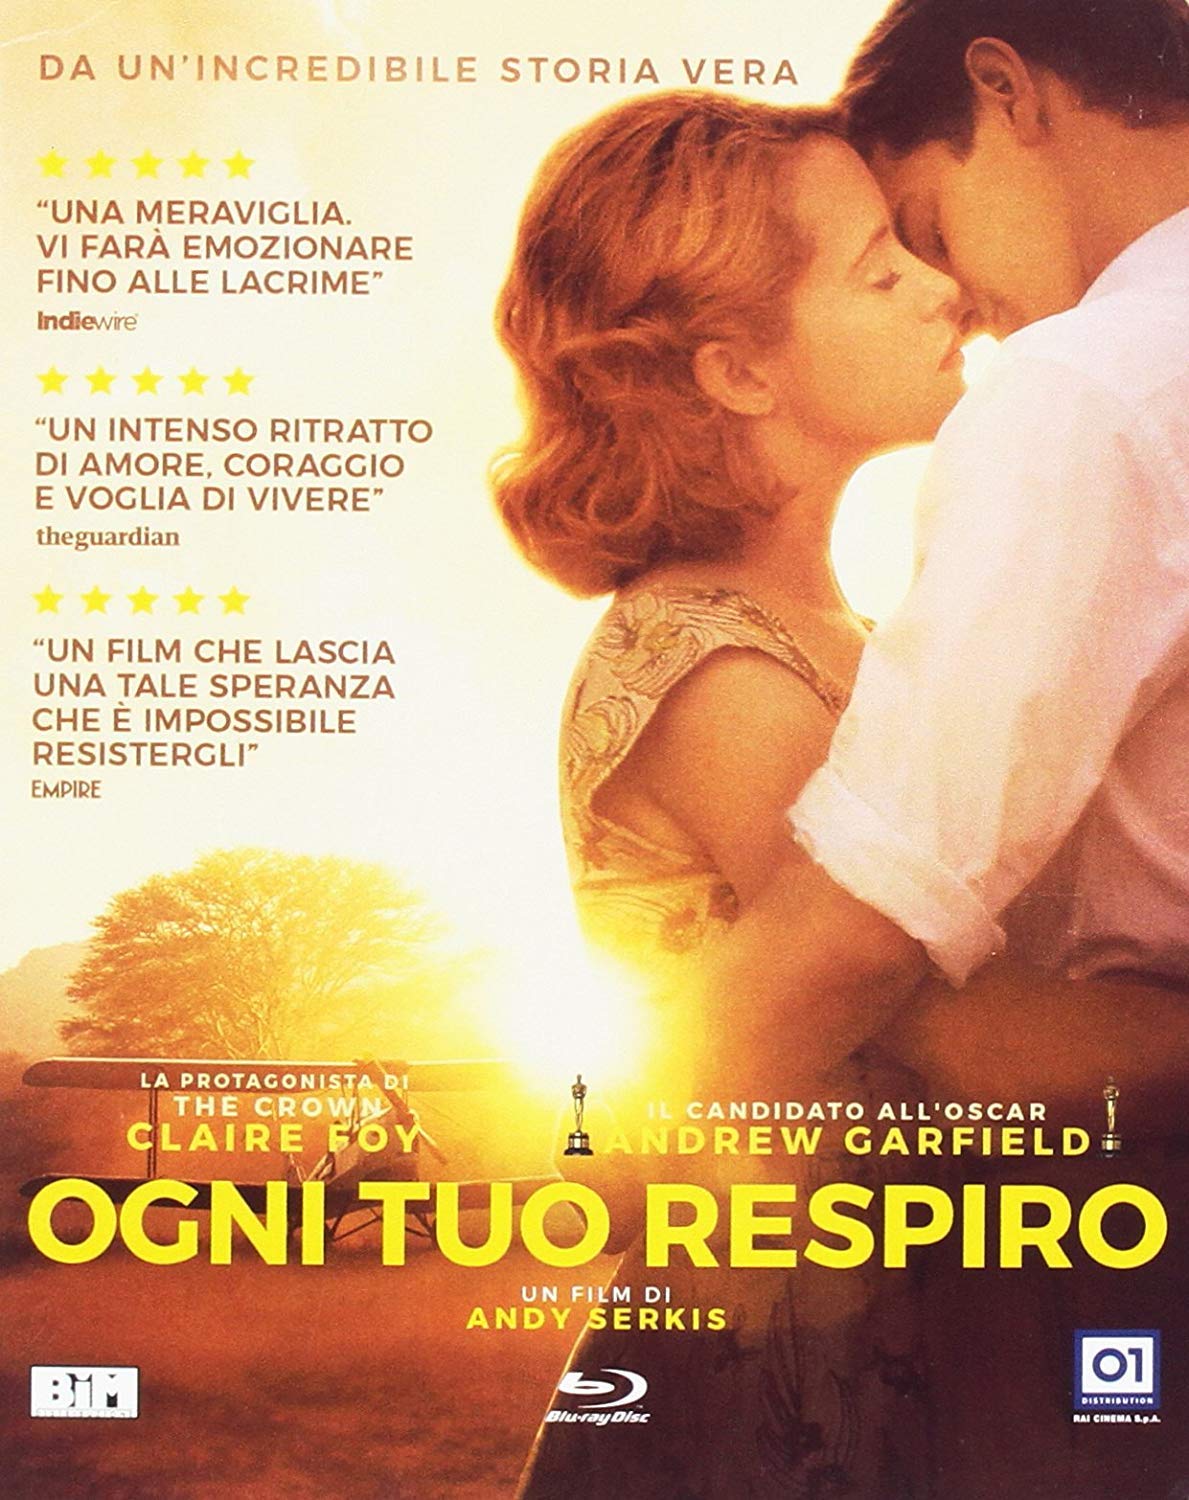 DA UN'INCREDIBILE STORIA VERA
"UNA MERAVIGLIA.
VI FARÀ EMOZIONARE
FINO ALLE LACRIME"
Indiewire
"UN INTENSO RITRATTO
DI AMORE, CORAGGIO
E VOGLIA DI VIVERE"
theguardian
"UN FILM CHE LASCIA
UNA TALE SPERANZA
CHE È IMPOSSIBILE
RESISTERGLI"
EMPIRE
LA PROTAGONISTA DI
THE CROWN
CLAIRE FOY
IL CANDIDATO ALL'OSCAR
ANDREW GARFIELD
OGNI TUO RESPIRO
UN FILM DI
ANDY SERKIS
BiM
Blu-ray Disc
01
DISTRIBUTION
RAI CINEMA S.p.A.